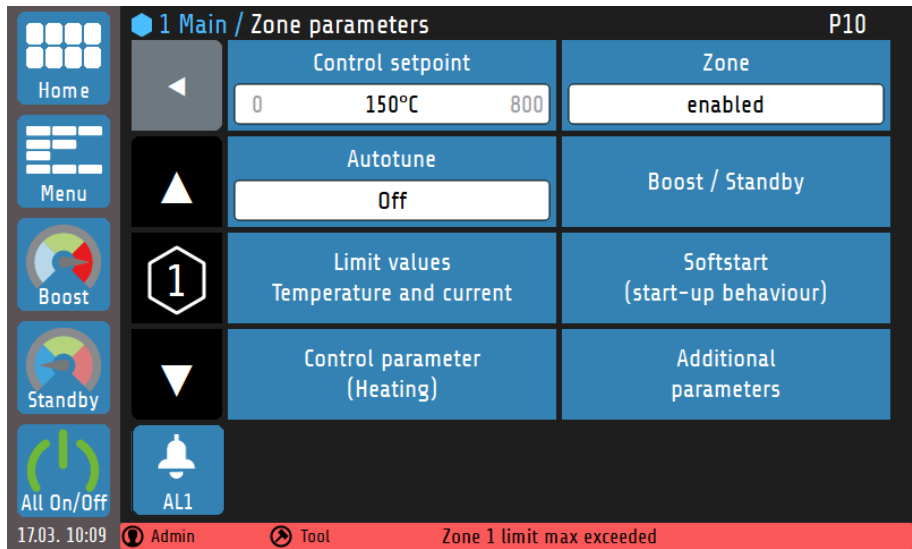 1 Main / Zone parameters P10
Home
Control setpoint
0 150°C 800
Zone
enabled
Menu
Autotune
Off
Boost / Standby
Boost
1
Limit values
Temperature and current
Softstart
(start-up behaviour)
Standby
Control parameter
(Heating)
Additional
parameters
All On/Off
AL1
17.03. 10:09 Admin Tool Zone 1 limit max exceeded